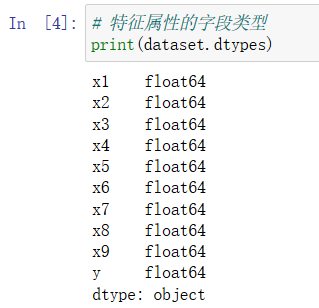 In [4]:
# 特征属性的字段类型
print(dataset.dtypes)
x1 float64
x2 float64
x3 float64
x4 float64
x5 float64
x6 float64
x7 float64
x8 float64
x9 float64
y float64
dtype: object